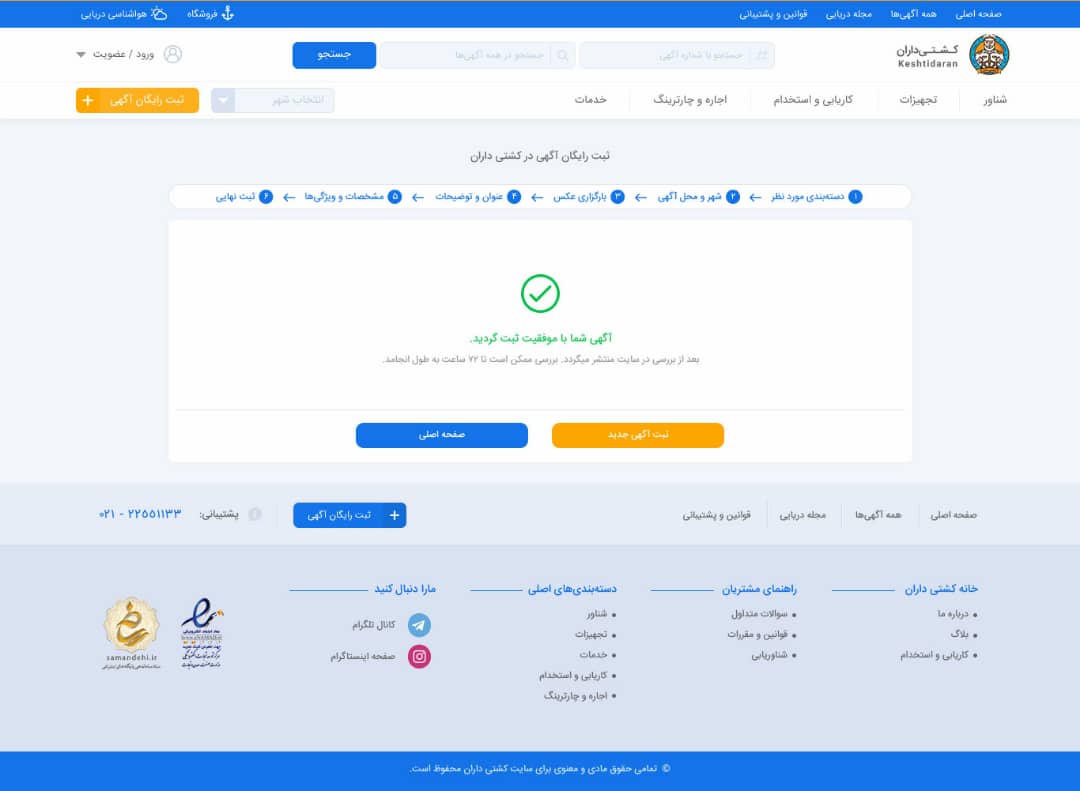 صفحه اصلی همه آگهی‌ها مجله دریایی قوانین و پشتیبانی فروشگاه هواشناسی دریایی
کشتی‌داران
Keshtidaran
جستجو با شماره آگهی جستجو در همه آگهی‌ها جستجو ورود / عضویت
شناور تجهیزات کاریابی و استخدام اجاره و چارترینگ خدمات انتخاب شهر ثبت رایگان آگهی +
ثبت رایگان آگهی در کشتی داران
۱ دسته‌بندی مورد نظر ← ۲ شهر و محل آگهی ← ۳ بارگزاری عکس ← ۴ عنوان و توضیحات ← ۵ مشخصات و ویژگی‌ها ← ۶ ثبت نهایی
آگهی شما با موفقیت ثبت گردید.
بعد از بررسی در سایت منتشر میگردد. بررسی ممکن است تا ۷۲ ساعت به طول انجامد.
ثبت آگهی جدید صفحه اصلی
صفحه اصلی همه آگهی‌ها مجله دریایی قوانین و پشتیبانی + ثبت رایگان آگهی پشتیبانی: ۰۲۱ - ۲۲۵۵۱۱۳۳
خانه کشتی داران
درباره ما
بلاگ
کاریابی و استخدام
راهنمای مشتریان
سوالات متداول
قوانین و مقررات
شناوریابی
دسته‌بندی‌های اصلی
شناور
تجهیزات
خدمات
کاریابی و استخدام
اجاره و چارترینگ
مارا دنبال کنید
کانال تلگرام
صفحه اینستاگرام
samandehi.ir
© تمامی حقوق مادی و معنوی برای سایت کشتی داران محفوظ است.